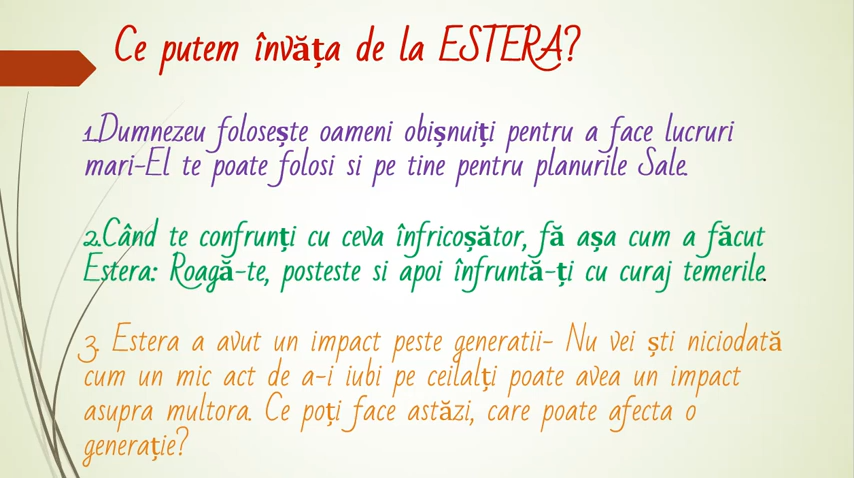 Ce putem învăța de la ESTERA?
1.Dumnezeu folosește oameni obișnuiți pentru a face lucruri
mari-El te poate folosi si pe tine pentru planurile Sale.
2.Când te confrunți cu ceva înfricoșător, fă așa cum a făcut
Estera: Roagă-te, posteste si apoi înfruntă-ți cu curaj temerile.
3. Estera a avut un impact peste generatii- Nu vei ști niciodată
cum un mic act de a-i iubi pe ceilalți poate avea un impact
asupra multora. Ce poți face astăzi, care poate afecta o
generație?